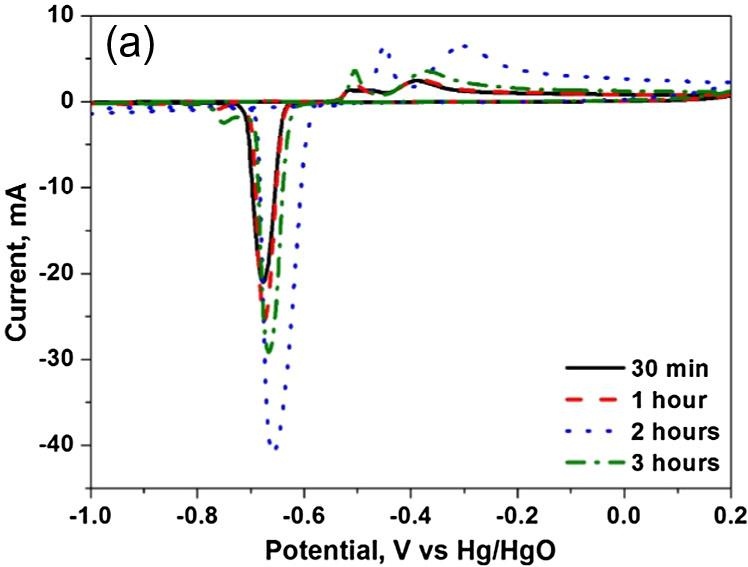 (a)
10
0
-10
-20
-30
-40
Current, mA
30 min
1 hour
2 hours
3 hours
-1.0 -0.8 -0.6 -0.4 -0.2 0.0 0.2
Potential, V vs Hg/HgO